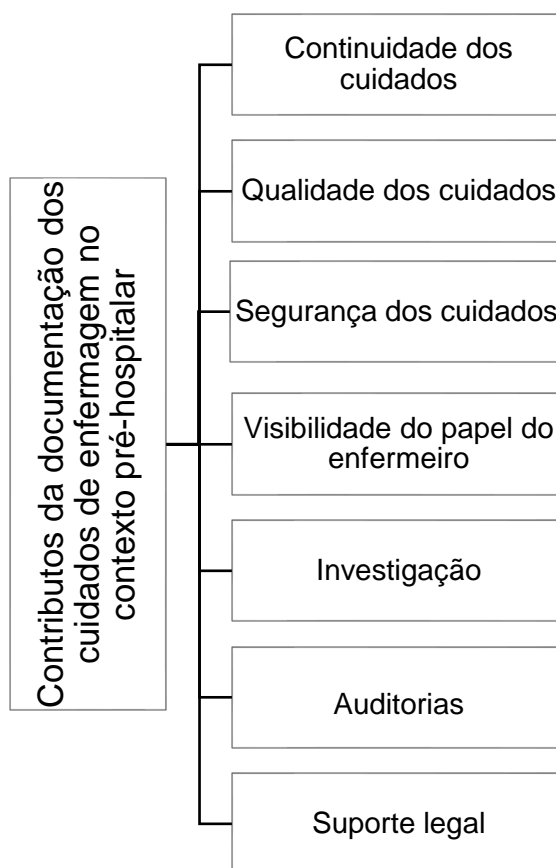 Contributos da documentação dos
cuidados de enfermagem no
contexto pré-hospitalar
Continuidade dos
cuidados
Qualidade dos cuidados
Segurança dos cuidados
Visibilidade do papel do
enfermeiro
Investigação
Auditorias
Suporte legal